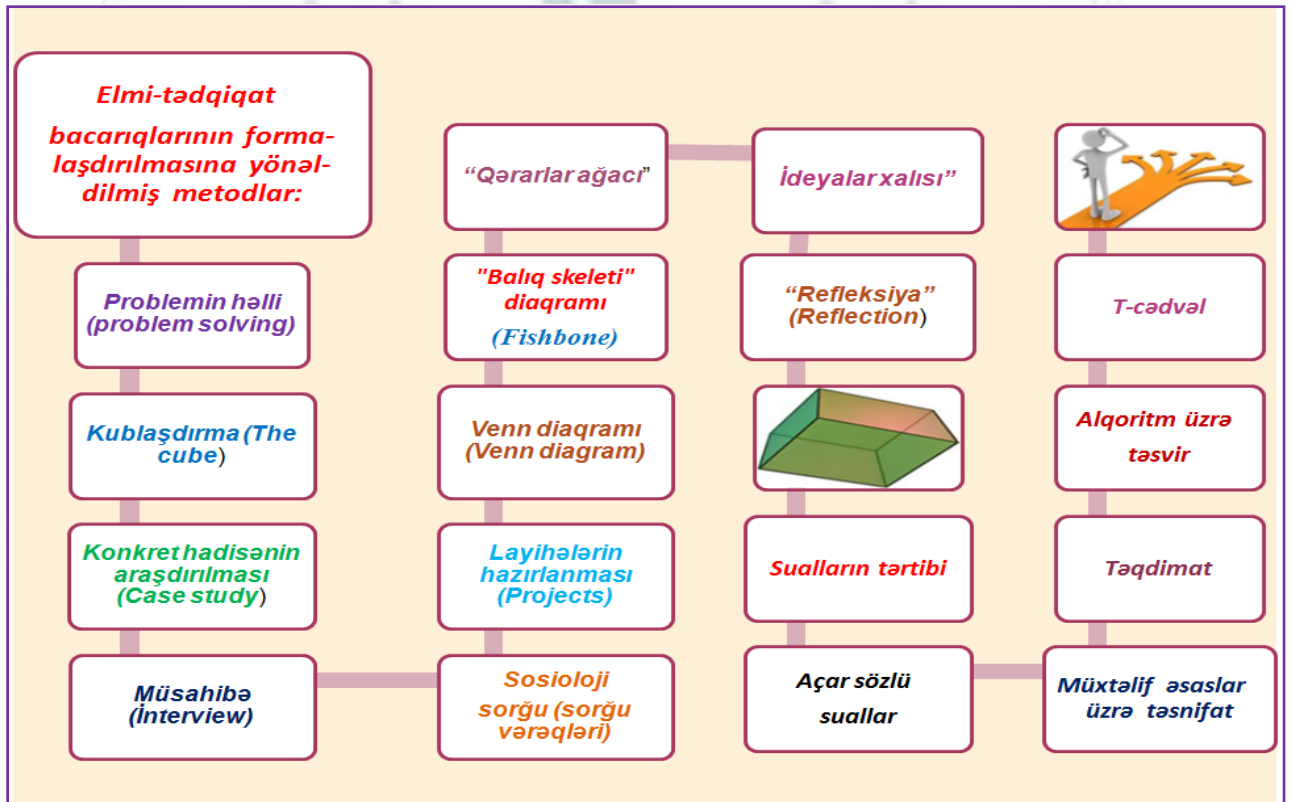 Elmi-tədqiqat
bacarıqlarının forma-
laşdırılmasına yönəl-
dilmiş metodlar:
Problemin həlli
(problem solving)
Kublaşdırma (The
cube)
Konkret hadisənin
araşdırılması
(Case study)
Müsahibə
(İnterview)
Sosioloji
sorğu (sorğu
vərəqləri)
Layihələrin
hazırlanması
(Projects)
Venn diaqramı
(Venn diagram)
"Balıq skeleti"
diaqramı
(Fishbone)
“Qərarlar ağacı”
İdeyalar xalısı”
“Refleksiya”
(Reflection)
Sualların tərtibi
Açar sözlü
suallar
Müxtəlif əsaslar
üzrə təsnifat
Təqdimat
Alqoritm üzrə
təsvir
T-cədvəl